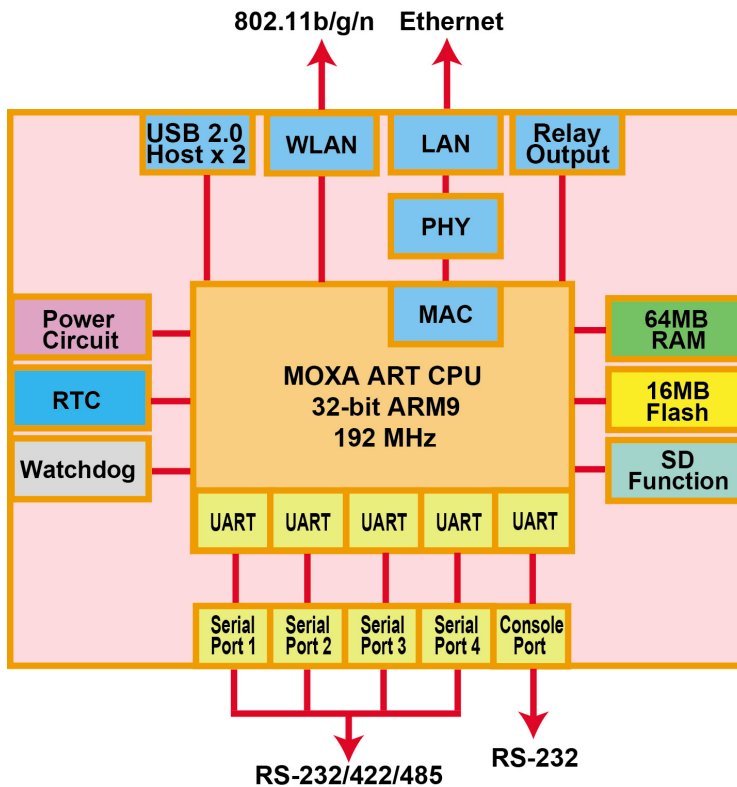 802.11b/g/n
Ethernet
USB 2.0
Host x 2
WLAN
LAN
Relay
Output
PHY
MAC
Power
Circuit
64MB
RAM
MOXA ART CPU
32-bit ARM9
192 MHz
RTC
16MB
Flash
Watchdog
SD
Function
UART
UART
UART
UART
UART
Serial
Port 1
Serial
Port 2
Serial
Port 3
Serial
Port 4
Console
Port
RS-232/422/485
RS-232